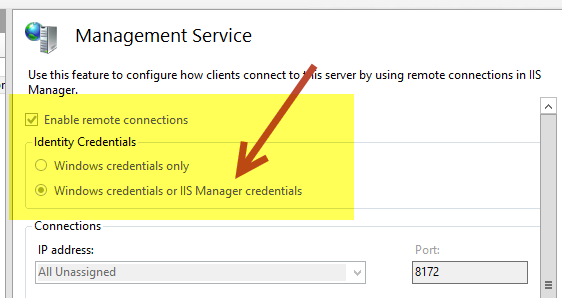 Management Service
Use this feature to configure how clients connect to this server by using remote connections in IIS
Manager.
Enable remote connections
Identity Credentials
Windows credentials only
Windows credentials or IIS Manager credentials
Connections
IP address:
Port:
All Unassigned
8172